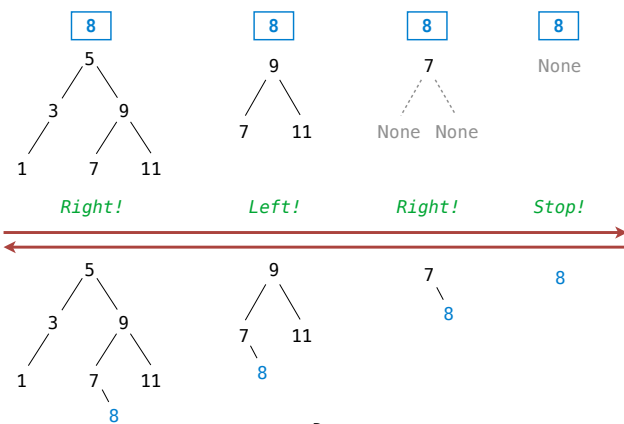 8 8 8 8
5 9 7 None
3 9 7 11 None None
1 7 11
Right! Left! Right! Stop!
5 9 7 8
3 9 7 11 8
1 7 11 8
8